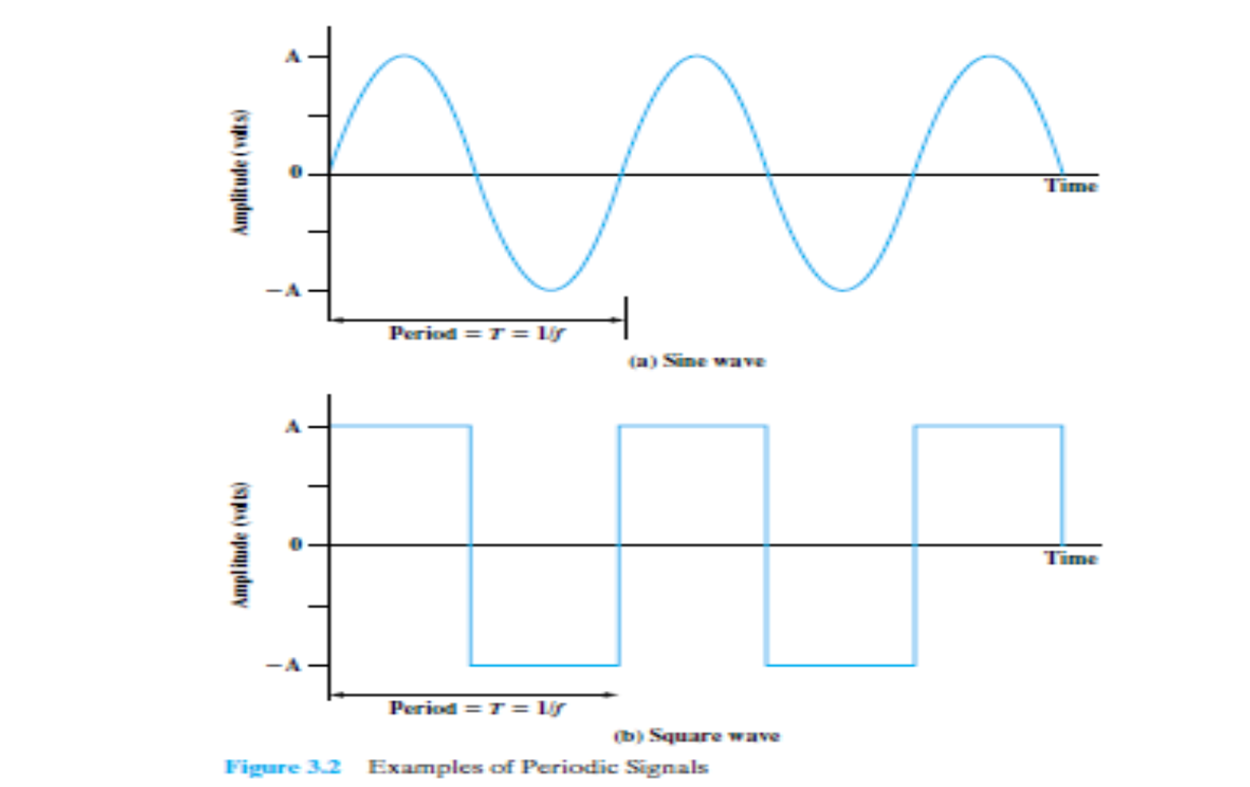 A
Amplitude (volts)
0
Time
−A
Period = T = 1/f
(a) Sine wave
A
Amplitude (volts)
0
Time
−A
Period = T = 1/f
(b) Square wave
Figure 3.2 Examples of Periodic Signals